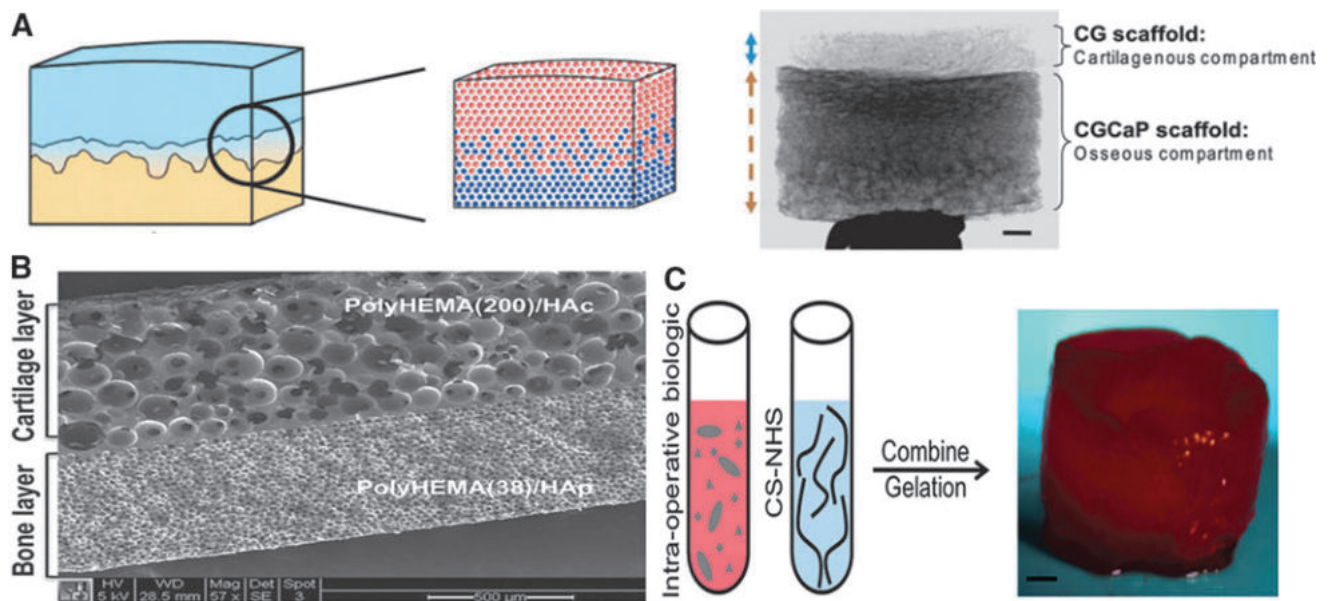 A
CG scaffold:
Cartilagenous compartment
CGCaP scaffold:
Osseous compartment
B
Cartilage layer
Bone layer
PolyHEMA(200)/HAc
PolyHEMA(38)/HAp
HV WD Mag Det Spot
5 kV 28.5 mm 57 x SE 3
500 µm
C
Intra-operative biologic
CS-NHS
Combine
Gelation